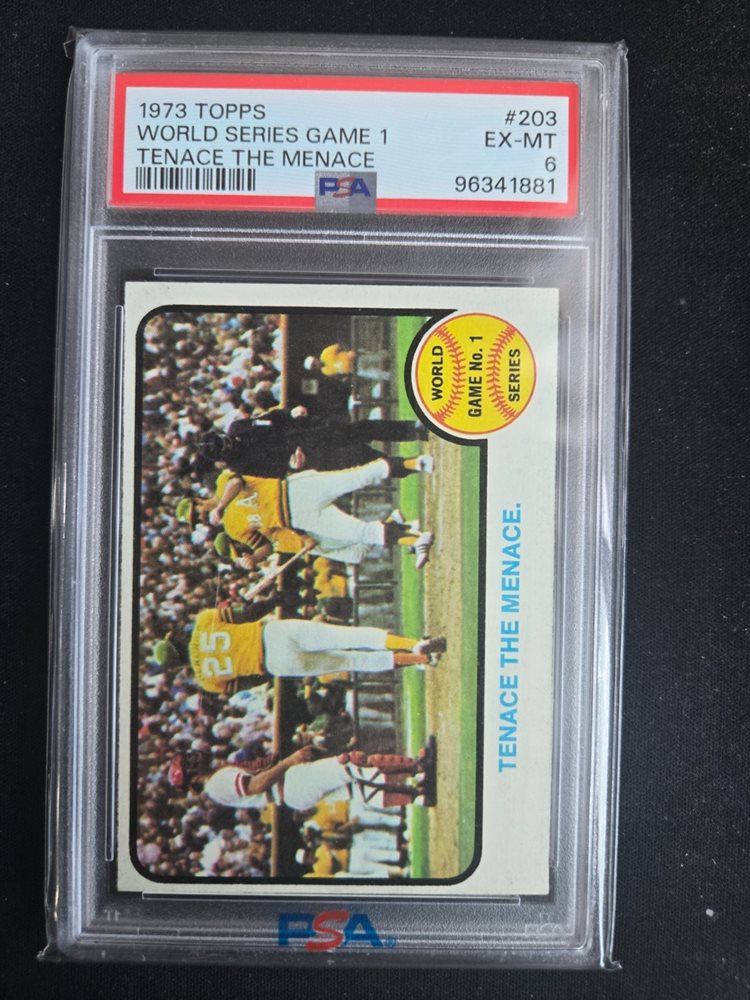 1973 TOPPS #203
WORLD SERIES GAME 1 EX-MT
TENACE THE MENACE 6
96341881
PSA
WORLD
GAME No. 1
SERIES
TENACE THE MENACE.
25
PSA